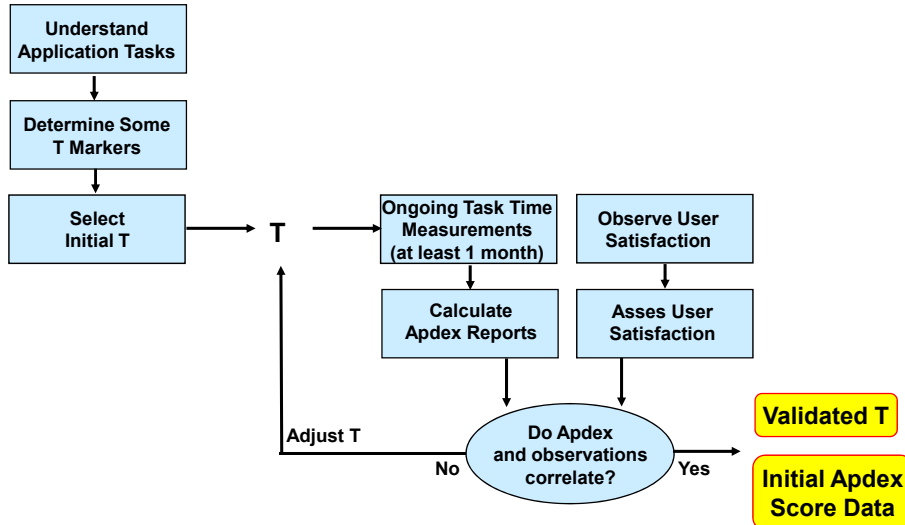 Understand
Application Tasks
Determine Some
T Markers
Select
Initial T
T
Ongoing Task Time
Measurements
(at least 1 month)
Observe User
Satisfaction
Calculate
Apdex Reports
Asses User
Satisfaction
Adjust T
No
Do Apdex
and observations
correlate?
Yes
Validated T
Initial Apdex
Score Data